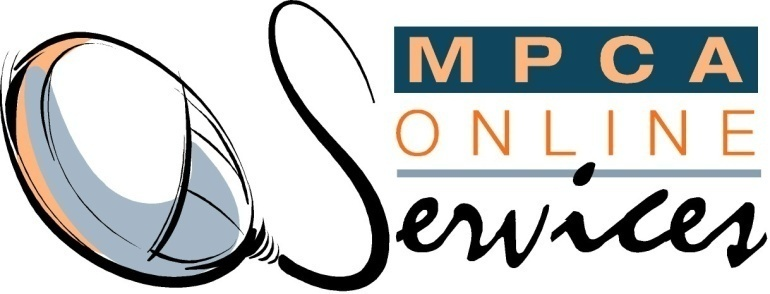 MPCA
ONLINE
Services